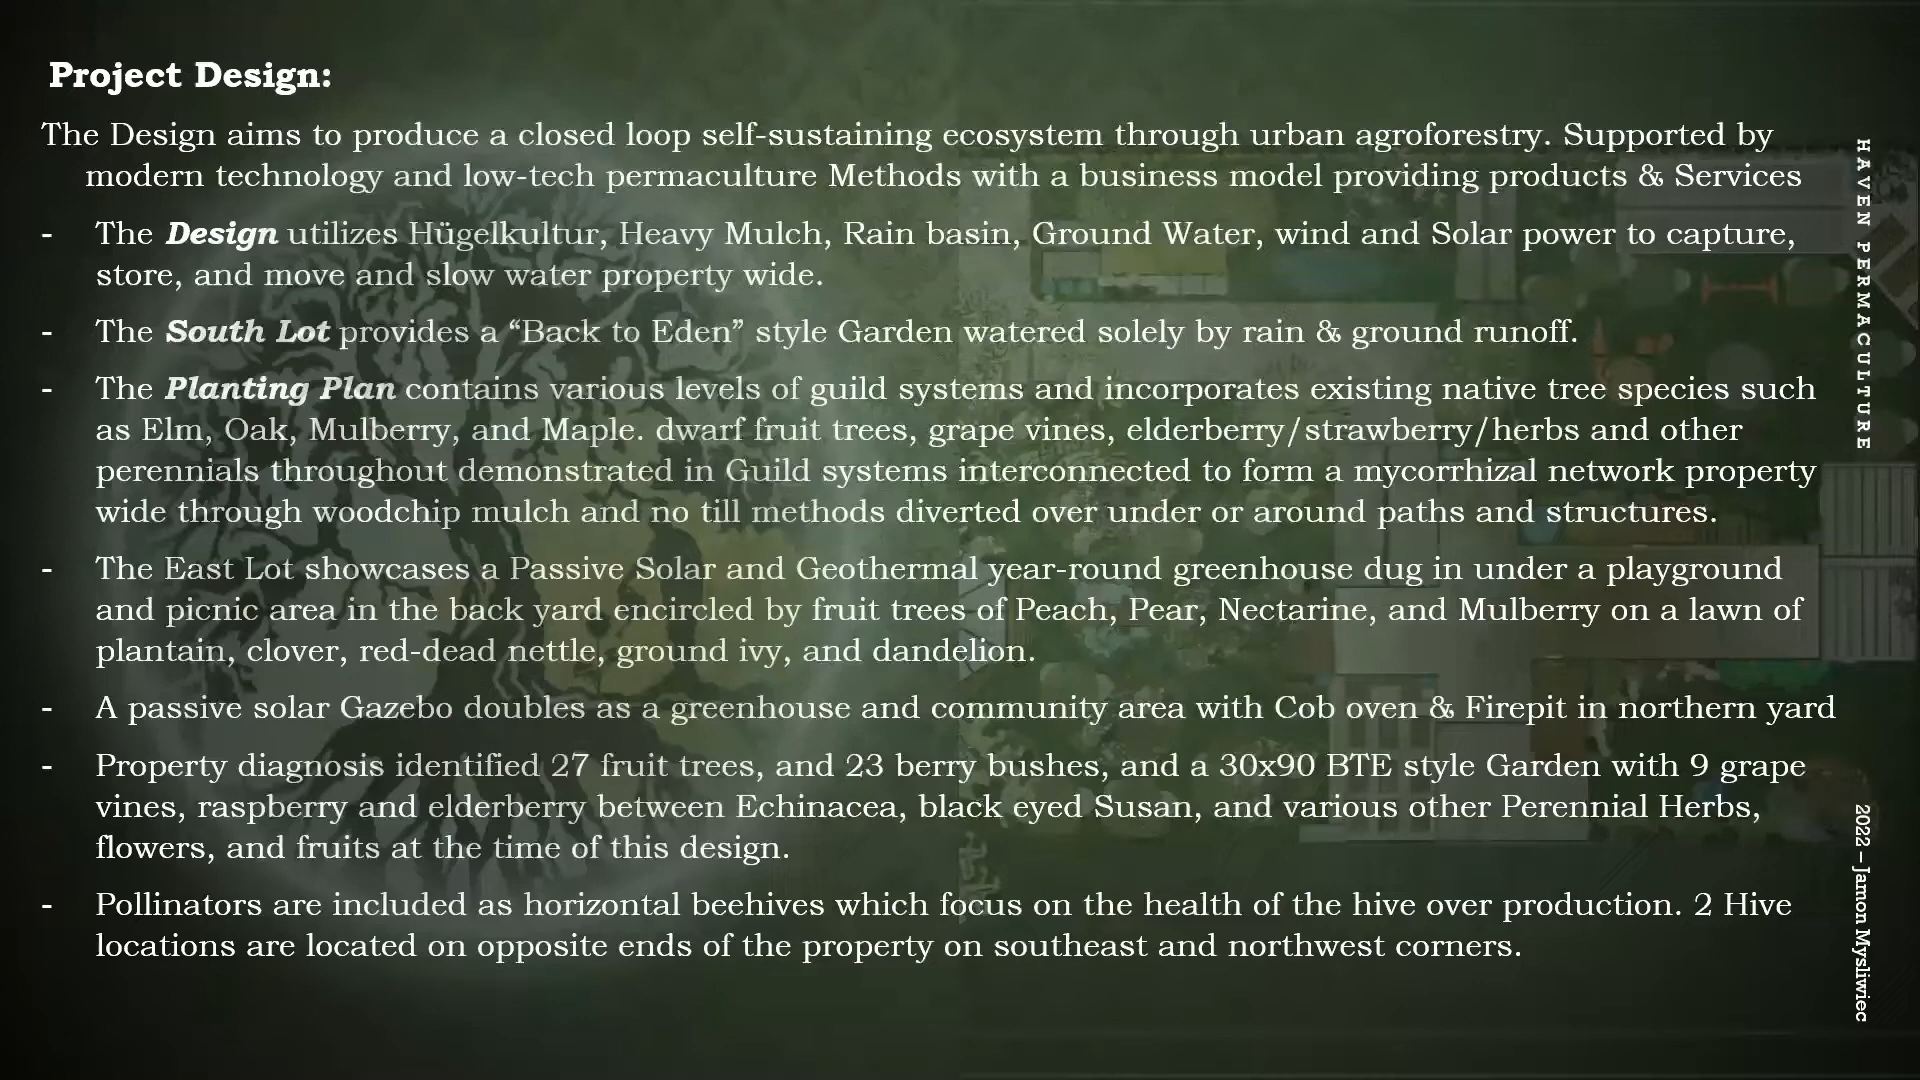 Project Design:
The Design aims to produce a closed loop self-sustaining ecosystem through urban agroforestry. Supported by
modern technology and low-tech permaculture Methods with a business model providing products & Services
- The Design utilizes Hügelkultur, Heavy Mulch, Rain basin, Ground Water, wind and Solar power to capture,
store, and move and slow water property wide.
- The South Lot provides a “Back to Eden” style Garden watered solely by rain & ground runoff.
- The Planting Plan contains various levels of guild systems and incorporates existing native tree species such
as Elm, Oak, Mulberry, and Maple. dwarf fruit trees, grape vines, elderberry/strawberry/herbs and other
perennials throughout demonstrated in Guild systems interconnected to form a mycorrhizal network property
wide through woodchip mulch and no till methods diverted over under or around paths and structures.
- The East Lot showcases a Passive Solar and Geothermal year-round greenhouse dug in under a playground
and picnic area in the back yard encircled by fruit trees of Peach, Pear, Nectarine, and Mulberry on a lawn of
plantain, clover, red-dead nettle, ground ivy, and dandelion.
- A passive solar Gazebo doubles as a greenhouse and community area with Cob oven & Firepit in northern yard
- Property diagnosis identified 27 fruit trees, and 23 berry bushes, and a 30x90 BTE style Garden with 9 grape
vines, raspberry and elderberry between Echinacea, black eyed Susan, and various other Perennial Herbs,
flowers, and fruits at the time of this design.
- Pollinators are included as horizontal beehives which focus on the health of the hive over production. 2 Hive
locations are located on opposite ends of the property on southeast and northwest corners.
HAVEN PERMACULTURE
2022 – Jamon Mysliwiec